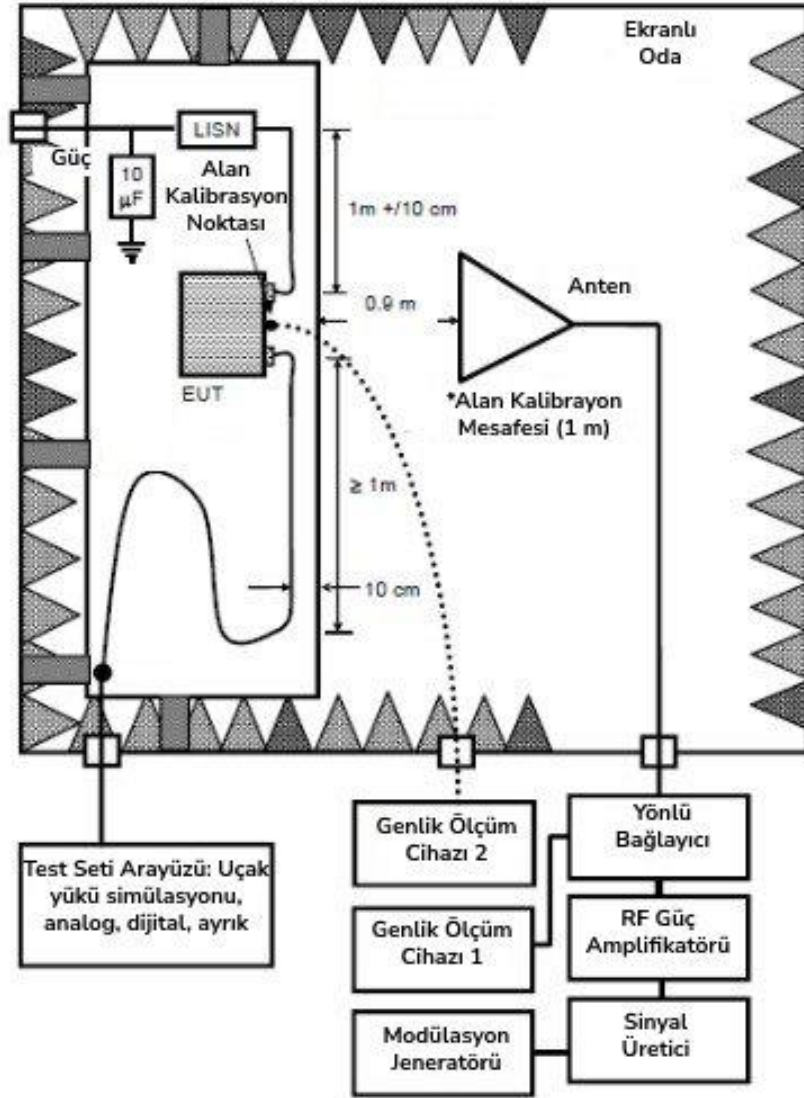 Ekranlı
Oda
LISN
Güç
10
µF
Alan
Kalibrasyon
Noktası
1m +/10 cm
0.9 m
Anten
EUT
*Alan Kalibrayon
Mesafesi (1 m)
≥ 1m
10 cm
Test Seti Arayüzü: Uçak
yükü simülasyonu,
analog, dijital, ayrık
Genlik Ölçüm
Cihazı 2
Genlik Ölçüm
Cihazı 1
Modülasyon
Jeneratörü
Yönlü
Bağlayıcı
RF Güç
Amplifikatörü
Sinyal
Üretici